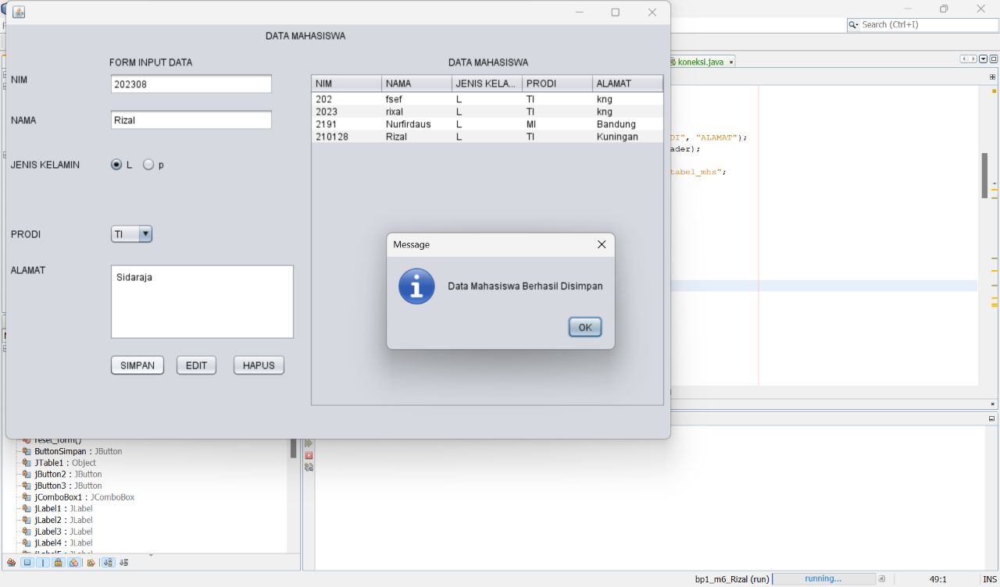 DATA MAHASISWA
FORM INPUT DATA
NIM
202308
NAMA
Rizal
JENIS KELAMIN
L
p
PRODI
TI
ALAMAT
Sidaraja
SIMPAN
EDIT
HAPUS
DATA MAHASISWA
NIM NAMA JENIS KELA... PRODI ALAMAT
202 fsef L TI kng
2023 rixal L TI kng
2191 Nurfirdaus L MI Bandung
210128 Rizal L TI Kuningan
Message
Data Mahasiswa Berhasil Disimpan
OK
Search (Ctrl+I)
koneksI.java
DI", "ALAMAT"};
ader);
tabel_mhs";
reset_form()
ButtonSimpan : JButton
JTable1 : Object
jButton2 : JButton
jButton3 : JButton
jComboBox1 : JComboBox
jLabel1 : JLabel
jLabel2 : JLabel
jLabel3 : JLabel
jLabel4 : JLabel
bp1_m6_Rizal (run)
running...
49:1
INS